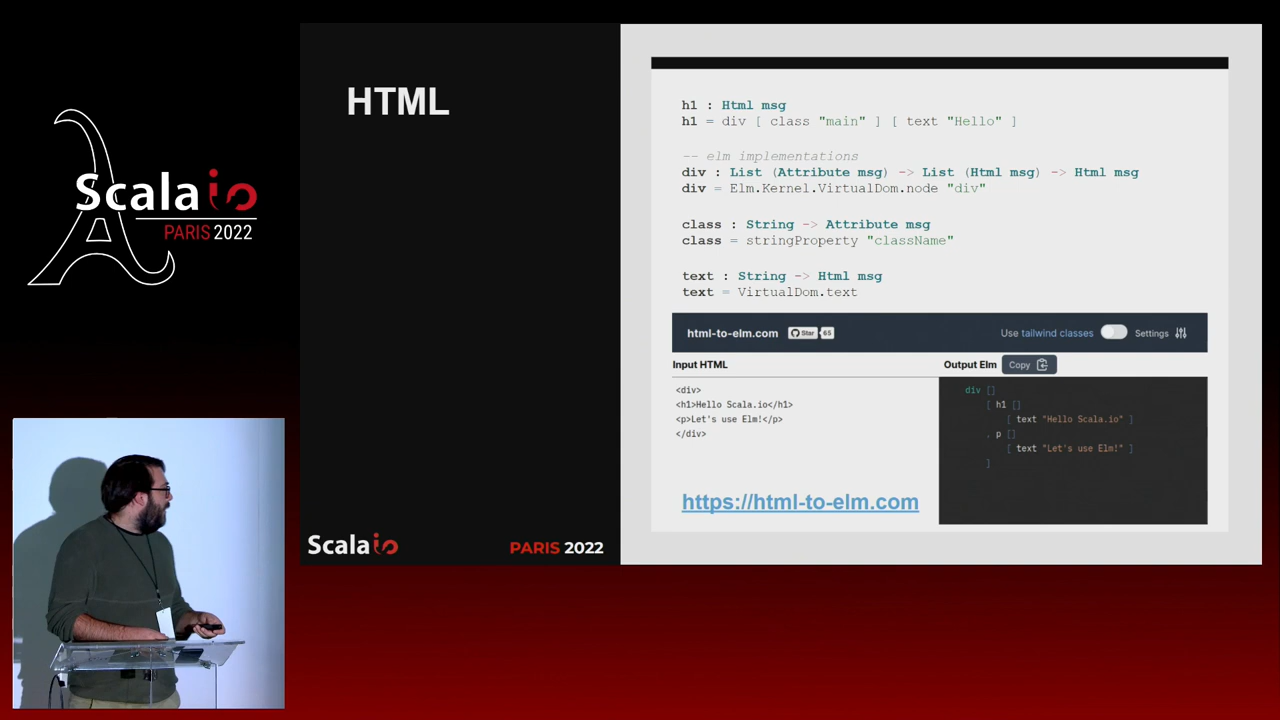 Scala io
PARIS 2022
HTML
Scala io
PARIS 2022
h1 : Html msg
h1 = div [ class "main" ] [ text "Hello" ]
-- elm implementations
div : List (Attribute msg) -> List (Html msg) -> Html msg
div = Elm.Kernel.VirtualDom.node "div"
class : String -> Attribute msg
class = stringProperty "className"
text : String -> Html msg
text = VirtualDom.text
html-to-elm.com Star 65 Use tailwind classes Settings
Input HTML
<div>
<h1>Hello Scala.io</h1>
<p>Let's use Elm!</p>
</div>
https://html-to-elm.com
Output Elm Copy
div []
[ h1 []
[ text "Hello Scala.io" ]
, p []
[ text "Let's use Elm!" ]
]